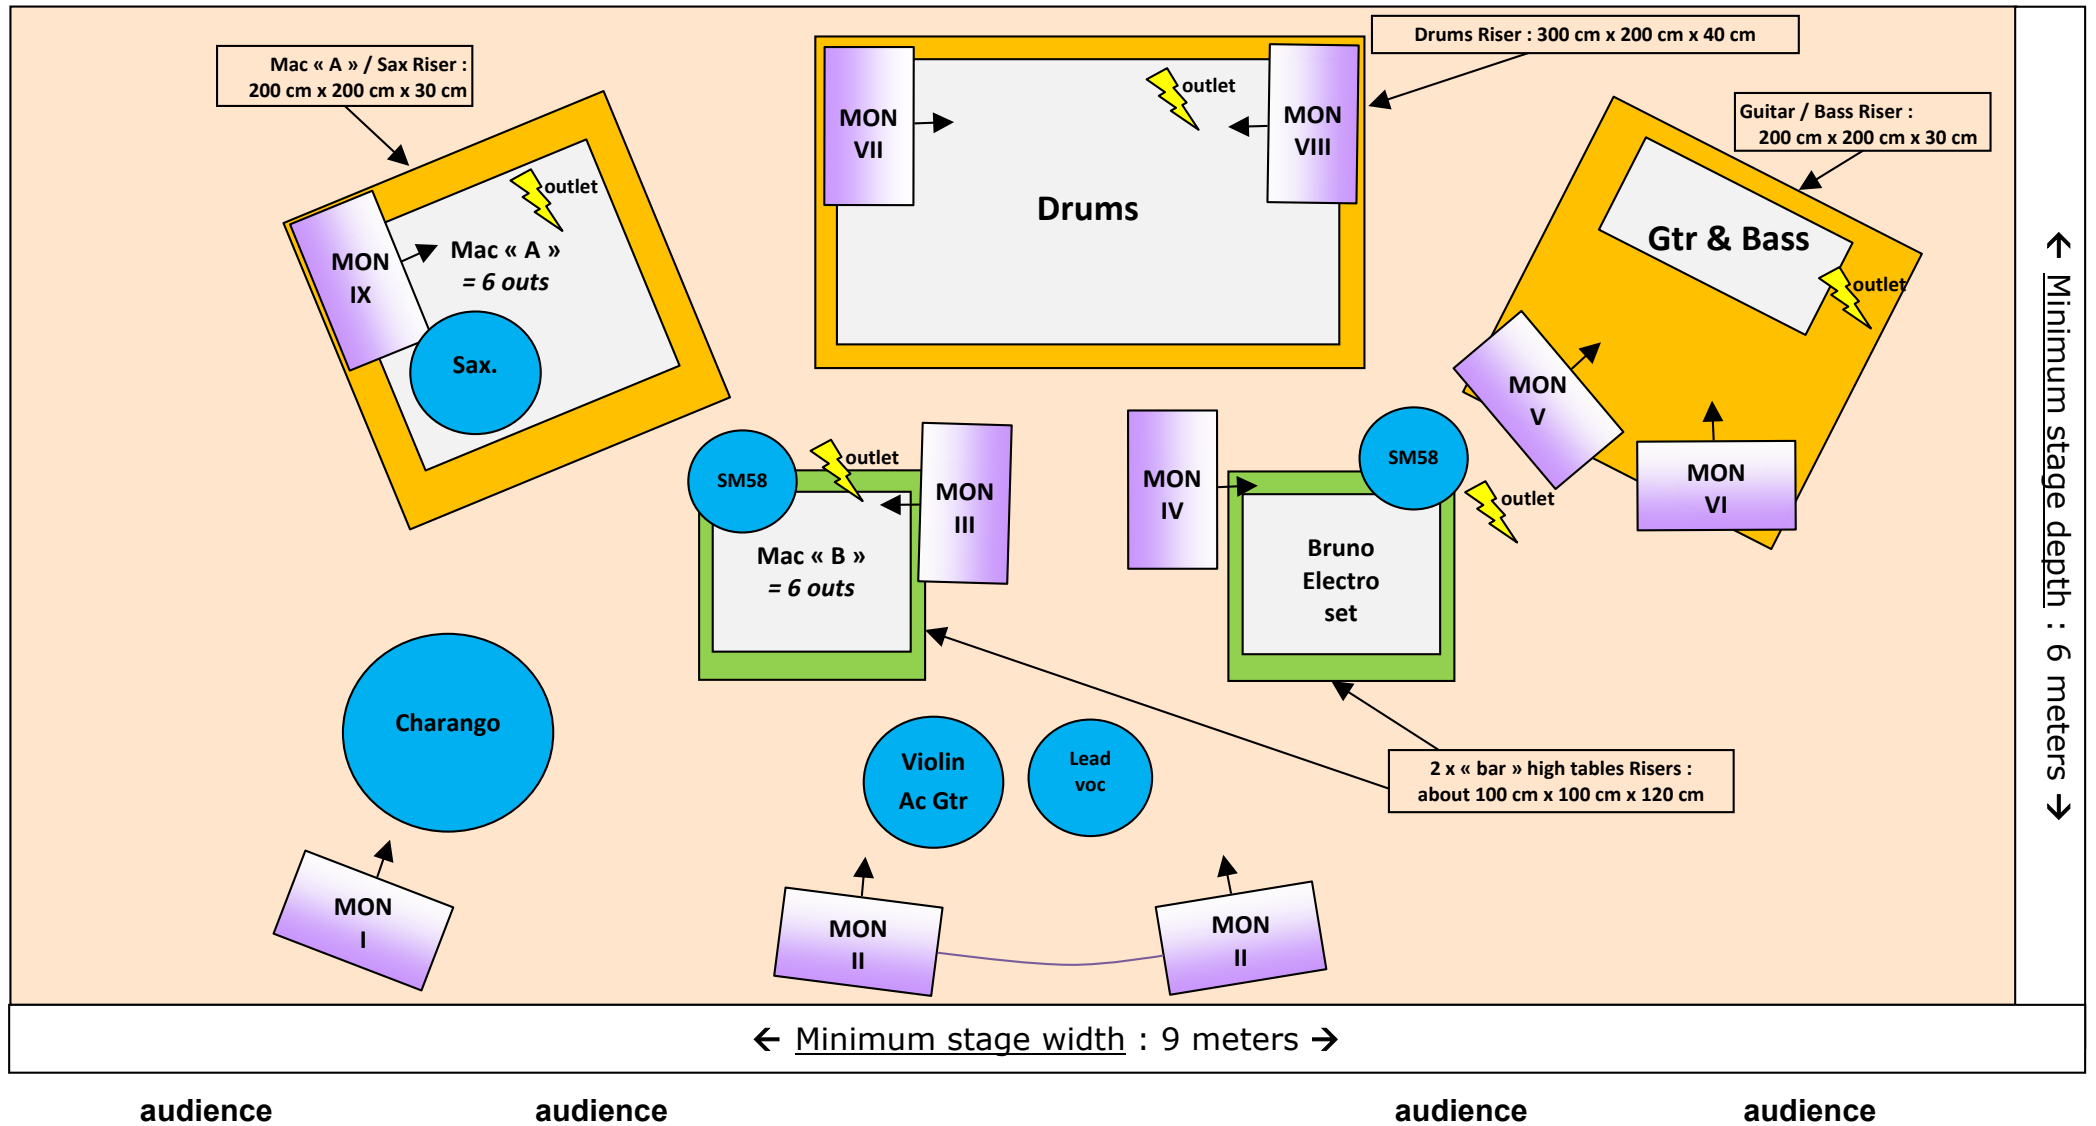 Mac « A » / Sax Riser :
200 cm x 200 cm x 30 cm
Drums Riser : 300 cm x 200 cm x 40 cm
Guitar / Bass Riser :
200 cm x 200 cm x 30 cm
MON
VII
outlet
MON
VIII
Drums
outlet
Mac « A »
= 6 outs
MON
IX
Sax.
Gtr & Bass
outlet
MON
V
MON
VI
SM58
outlet
MON
III
Mac « B »
= 6 outs
MON
IV
SM58
outlet
Bruno
Electro
set
Charango
Violin
Ac Gtr
Lead
voc
2 x « bar » high tables Risers :
about 100 cm x 100 cm x 120 cm
MON
I
MON
II
MON
II
← Minimum stage depth : 6 meters →
← Minimum stage width : 9 meters →
audience audience audience audience